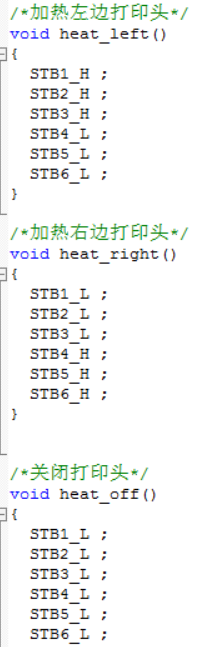 /*加热左边打印头*/
void heat_left()
{
STB1_H ;
STB2_H ;
STB3_H ;
STB4_L ;
STB5_L ;
STB6_L ;
}
/*加热右边打印头*/
void heat_right()
{
STB1_L ;
STB2_L ;
STB3_L ;
STB4_H ;
STB5_H ;
STB6_H ;
}
/*关闭打印头*/
void heat_off()
{
STB1_L ;
STB2_L ;
STB3_L ;
STB4_L ;
STB5_L ;
STB6_L ;